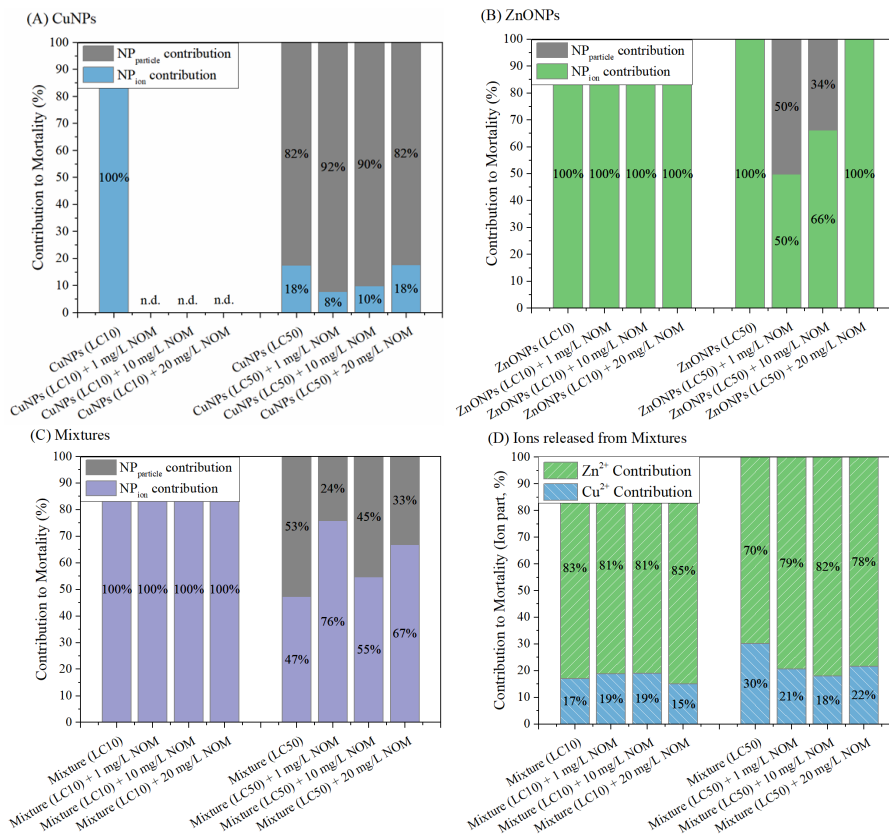 (A) CuNPs
Contribution to Mortality (%)
100
90
80
70
60
50
40
30
20
10
0
NPparticle contribution
NPion contribution
100%
n.d.
n.d.
n.d.
82%
92%
90%
82%
18%
8%
10%
18%
CuNPs (LC10)
CuNPs (LC10) + 1 mg/L NOM
CuNPs (LC10) + 10 mg/L NOM
CuNPs (LC10) + 20 mg/L NOM
CuNPs (LC50)
CuNPs (LC50) + 1 mg/L NOM
CuNPs (LC50) + 10 mg/L NOM
CuNPs (LC50) + 20 mg/L NOM
(B) ZnONPs
Contribution to Mortality (%)
100
90
80
70
60
50
40
30
20
10
0
NPparticle contribution
NPion contribution
100%
100%
100%
100%
100%
50%
34%
50%
66%
100%
ZnONPs (LC10)
ZnONPs (LC10) + 1 mg/L NOM
ZnONPs (LC10) + 10 mg/L NOM
ZnONPs (LC10) + 20 mg/L NOM
ZnONPs (LC50)
ZnONPs (LC50) + 1 mg/L NOM
ZnONPs (LC50) + 10 mg/L NOM
ZnONPs (LC50) + 20 mg/L NOM
(C) Mixtures
Contribution to Mortality (%)
100
90
80
70
60
50
40
30
20
10
0
NPparticle contribution
NPion contribution
100%
100%
100%
100%
53%
24%
45%
33%
47%
76%
55%
67%
Mixture (LC10)
Mixture (LC10) + 1 mg/L NOM
Mixture (LC10) + 10 mg/L NOM
Mixture (LC10) + 20 mg/L NOM
Mixture (LC50)
Mixture (LC50) + 1 mg/L NOM
Mixture (LC50) + 10 mg/L NOM
Mixture (LC50) + 20 mg/L NOM
(D) Ions released from Mixtures
Contribution to Mortality (Ion part, %)
100
90
80
70
60
50
40
30
20
10
0
Zn²⁺ Contribution
Cu²⁺ Contribution
83%
81%
81%
85%
70%
79%
82%
78%
17%
19%
19%
15%
30%
21%
18%
22%
Mixture (LC10)
Mixture (LC10) + 1 mg/L NOM
Mixture (LC10) + 10 mg/L NOM
Mixture (LC10) + 20 mg/L NOM
Mixture (LC50)
Mixture (LC50) + 1 mg/L NOM
Mixture (LC50) + 10 mg/L NOM
Mixture (LC50) + 20 mg/L NOM